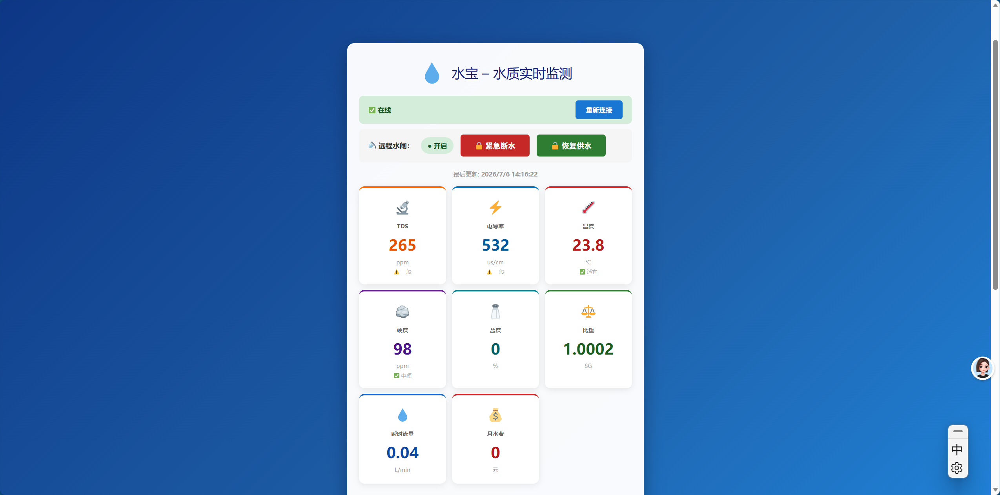 水宝 – 水质实时监测
✅ 在线
重新连接
🚿 远程水闸：
● 开启
🔒 紧急断水
🔓 恢复供水
最后更新: 2026/7/6 14:16:22
TDS
265
ppm
⚠️ 一般
电导率
532
us/cm
⚠️ 一般
温度
23.8
℃
✅ 适宜
硬度
98
ppm
✅ 中硬
盐度
0
%
比重
1.0002
SG
瞬时流量
0.04
L/min
月水费
0
元
中